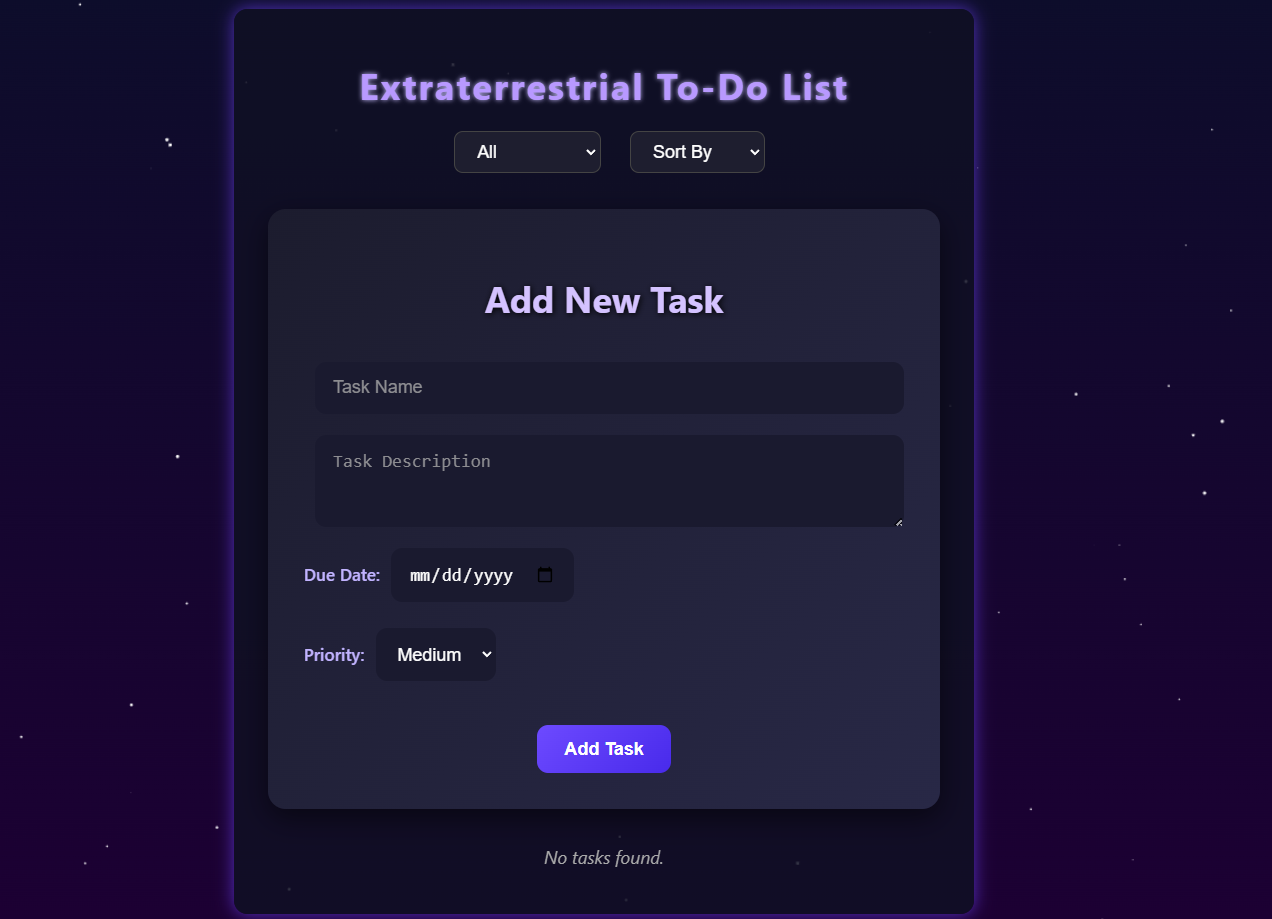 Extraterrestrial To-Do List
All Sort By
Add New Task
Task Name
Task Description
Due Date: mm/dd/yyyy
Priority: Medium
Add Task
No tasks found.